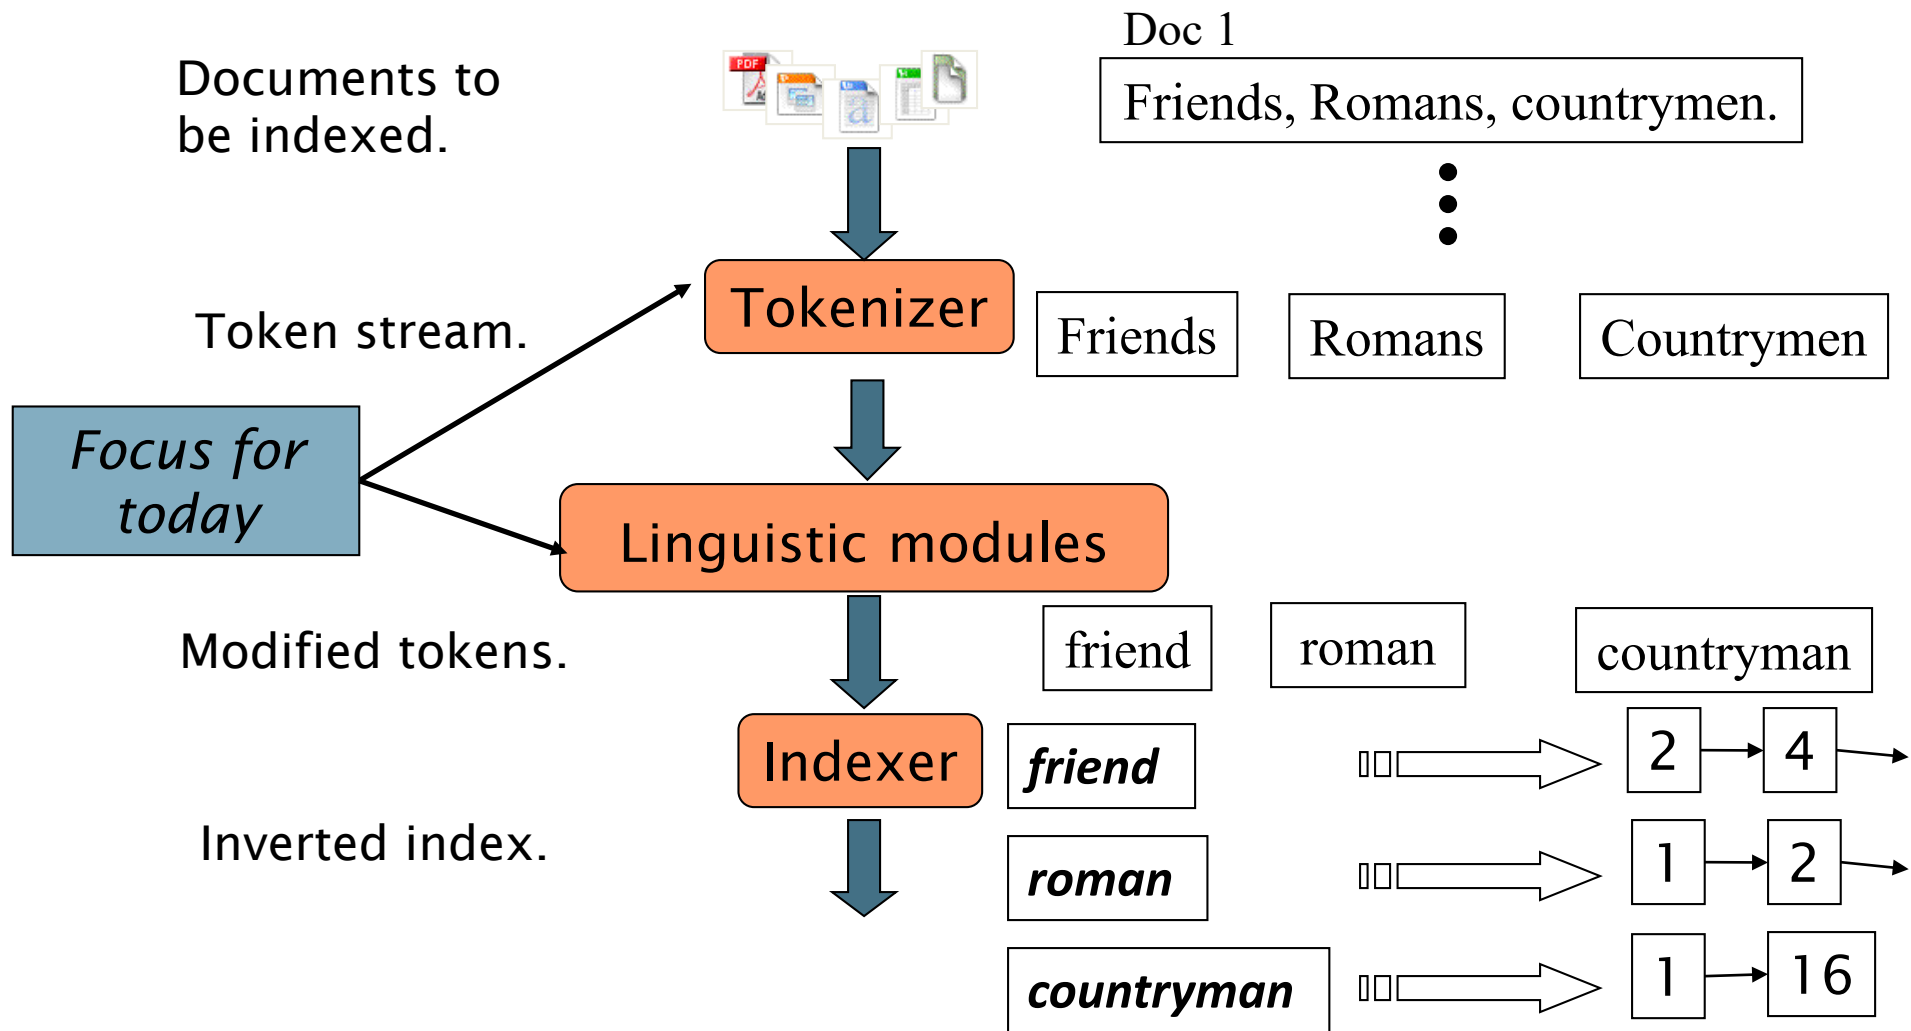 Doc 1
Documents to
be indexed.
PDF
Friends, Romans, countrymen.
Token stream.
Tokenizer
Friends
Romans
Countrymen
Focus for
today
Linguistic modules
Modified tokens.
friend
roman
countryman
Indexer
friend
2
4
Inverted index.
roman
1
2
countryman
1
16